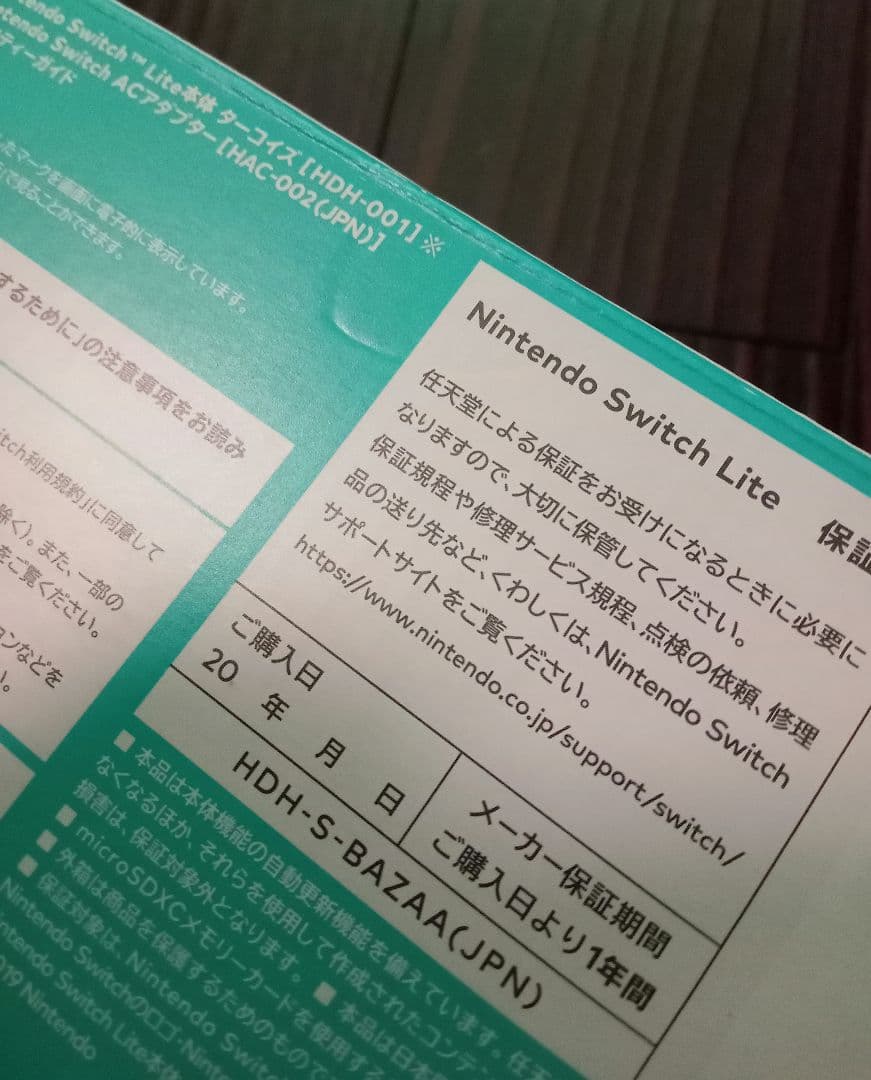 ntendo Switch™ Lite本体 ターコイズ [HDH-001] ※
ntendo Switch ACアダプター [HAC-002(JPN)]
ティーガイド
たマークを画面に電子的に表示しています。
で見ることができます。
するために」の注意事項をお読み
itch利用規約」に同意して
除く)。また、一部の
をご覧ください。
ョンなどを
い。
Nintendo Switch Lite 保証
任天堂による保証をお受けになるときに必要に
なりますので、大切に保管してください。
保証規程や修理サービス規程、点検の依頼、修理
品の送り先など、くわしくは、Nintendo Switch
サポートサイトをご覧ください。
https://www.nintendo.co.jp/support/switch/
ご購入日
20 年 月 日
メーカー保証期間
ご購入日より1年間
HDH-S-BAZAA(JPN)
■ 本品は本体機能の自動更新機能を備えています。任天
なくなるほか、それらを使用して作成されたコンテン
損害は、保証対象外となります。 ■ 本品は日本
■ microSDXCメモリーカードを使用する
■ 外箱は商品を保護するためのもので
■ 保証対象は、Nintendo Switc
Nintendo Switchのロゴ・Nin
ntendo Switch Lite本体
019 Nintendo